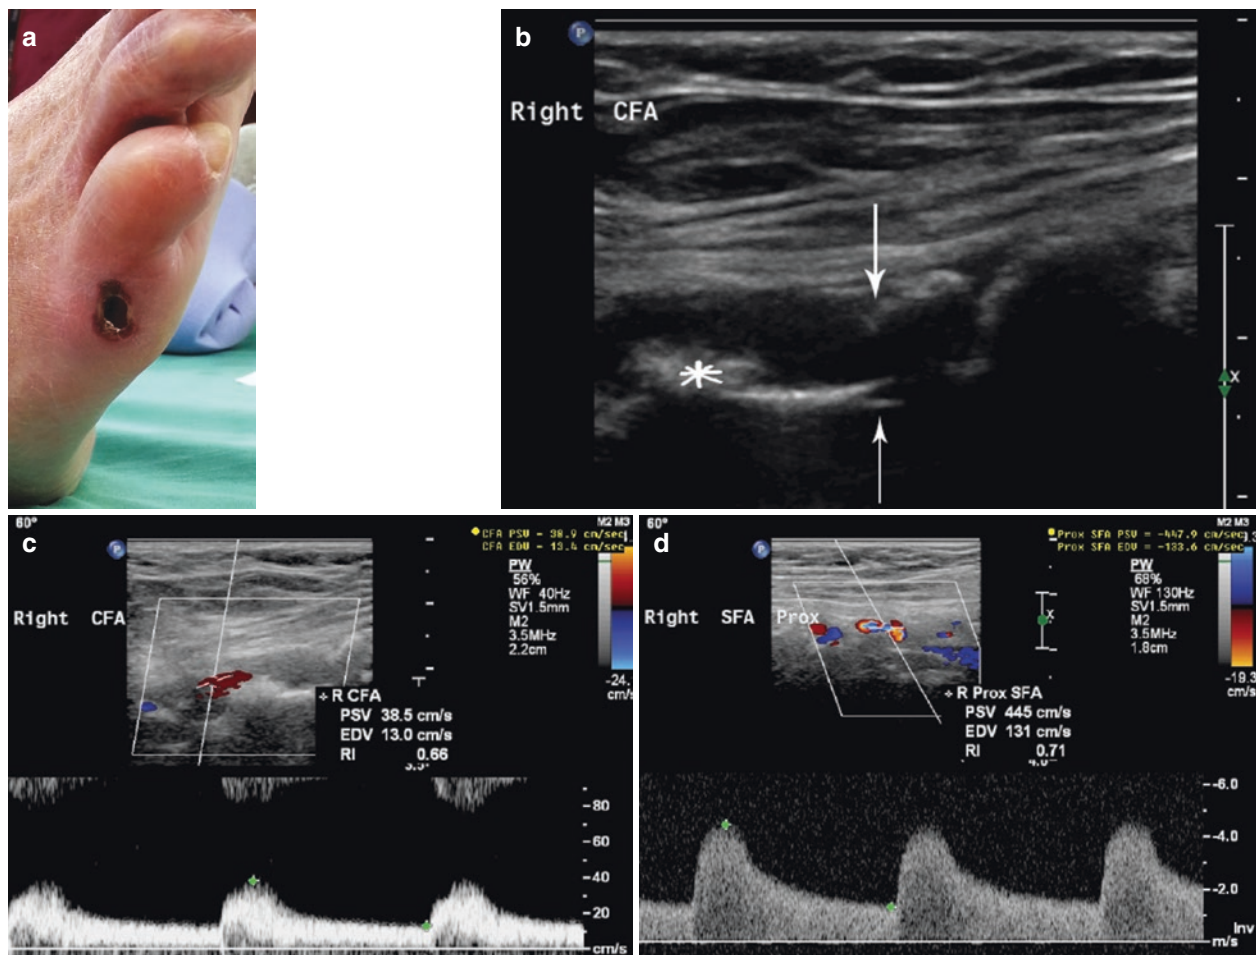 a
b
P
Right CFA
X
c
60°
P
CFA PSV = 38.9 cm/sec
CFA EDV = 13.4 cm/sec
M2 M3
PW
56%
WF 40Hz
SV1.5mm
M2
3.5MHz
2.2cm
Right CFA
-24.
cm/s
R CFA
PSV 38.5 cm/s
EDV 13.0 cm/s
RI 0.66
80
60
40
20
cm/s
d
60°
P
Prox SFA PSV = -447.9 cm/sec
Prox SFA EDV = -133.6 cm/sec
M2 M3
PW
68%
WF 130Hz
SV1.5mm
M2
3.5MHz
1.8cm
Right SFA Prox
X
-19.3
cm/s
R Prox SFA
PSV 445 cm/s
EDV 131 cm/s
RI 0.71
-6.0
-4.0
-2.0
Inv
m/s